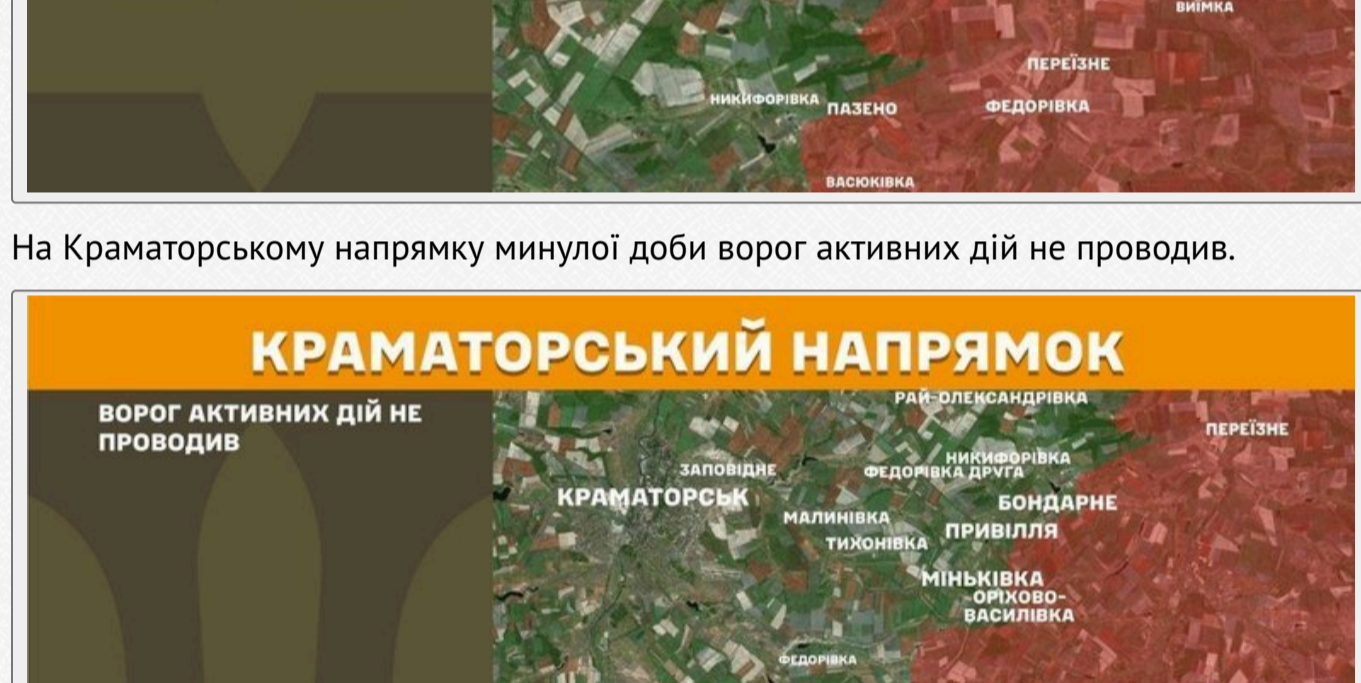 ВИЇМКА
ПЕРЕЇЗНЕ
НИКИФОРІВКА
ПАЗЕНО
ФЕДОРІВКА
ВАСЮКІВКА
На Краматорському напрямку минулої доби ворог активних дій не проводив.
КРАМАТОРСЬКИЙ НАПРЯМОК
ВОРОГ АКТИВНИХ ДІЙ НЕ
ПРОВОДИВ
РАЙ-ОЛЕКСАНДРІВКА
ПЕРЕЇЗНЕ
НИКИФОРІВКА
ЗАПОВІДНЕ
ФЕДОРІВКА ДРУГА
КРАМАТОРСЬК
БОНДАРНЕ
МАЛИНІВКА
ПРИВІЛЛЯ
ТИХОНІВКА
МІНЬКІВКА
ОРІХОВО-
ВАСИЛІВКА
ФЕДОРІВКА